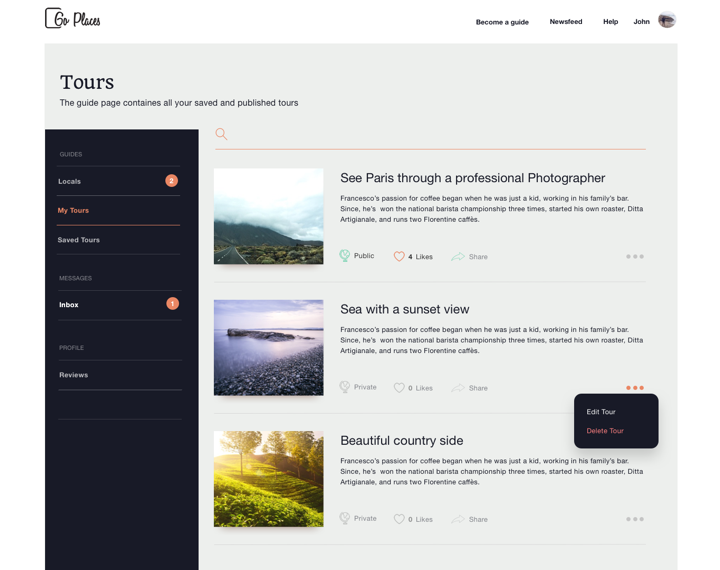 Go Places
Become a guide
Newsfeed
Help
John
Tours
The guide page containes all your saved and published tours
GUIDES
Locals
2
My Tours
Saved Tours
MESSAGES
Inbox
1
PROFILE
Reviews
See Paris through a professional Photographer
Francesco's passion for coffee began when he was just a kid, working in his family's bar.
Since, he's won the national barista championship three times, started his own roaster, Ditta
Artigianale, and runs two Florentine caffès.
Public
4 Likes
Share
Sea with a sunset view
Francesco's passion for coffee began when he was just a kid, working in his family's bar.
Since, he's won the national barista championship three times, started his own roaster, Ditta
Artigianale, and runs two Florentine caffès.
Private
0 Likes
Share
Edit Tour
Delete Tour
Beautiful country side
Francesco's passion for coffee began when he was just a kid, working in his family's bar.
Since, he's won the national barista championship three times, started his own roaster, Ditta
Artigianale, and runs two Florentine caffès.
Private
0 Likes
Share